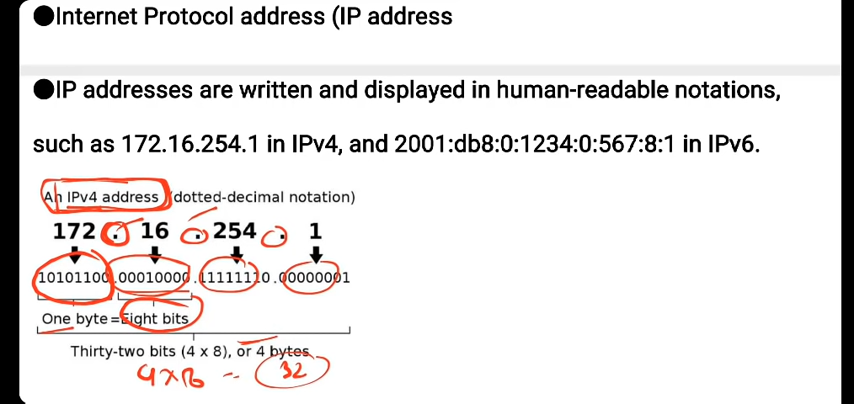 ●Internet Protocol address (IP address
●IP addresses are written and displayed in human-readable notations,
such as 172.16.254.1 in IPv4, and 2001:db8:0:1234:0:567:8:1 in IPv6.
An IPv4 address (dotted-decimal notation)
172 . 16 . 254 . 1
10101100.00010000.11111110.00000001
One byte=Eight bits
Thirty-two bits (4 x 8), or 4 bytes
4x8 = 32